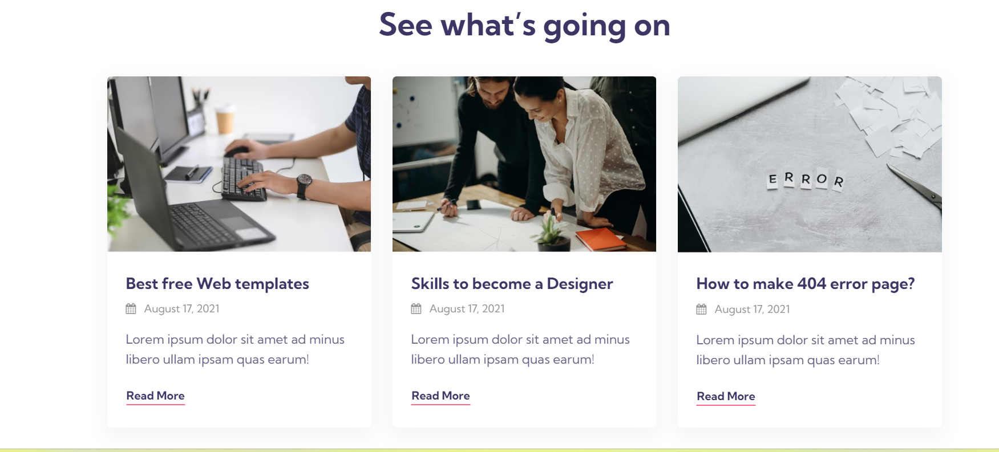 See what’s going on
ERROR
Best free Web templates
August 17, 2021
Lorem ipsum dolor sit amet ad minus
libero ullam ipsam quas earum!
Read More
Skills to become a Designer
August 17, 2021
Lorem ipsum dolor sit amet ad minus
libero ullam ipsam quas earum!
Read More
How to make 404 error page?
August 17, 2021
Lorem ipsum dolor sit amet ad minus
libero ullam ipsam quas earum!
Read More